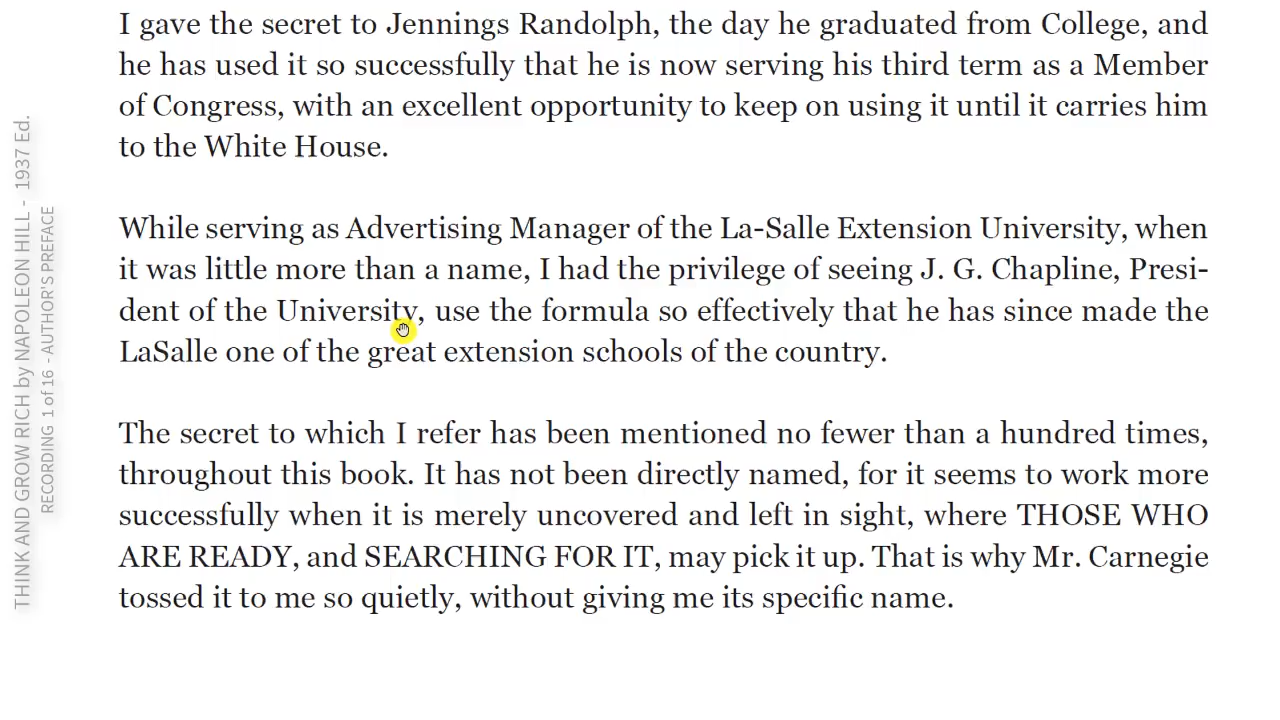 I gave the secret to Jennings Randolph, the day he graduated from College, and
he has used it so successfully that he is now serving his third term as a Member
of Congress, with an excellent opportunity to keep on using it until it carries him
to the White House.
While serving as Advertising Manager of the La-Salle Extension University, when
it was little more than a name, I had the privilege of seeing J. G. Chapline, Presi-
dent of the University, use the formula so effectively that he has since made the
LaSalle one of the great extension schools of the country.
The secret to which I refer has been mentioned no fewer than a hundred times,
throughout this book. It has not been directly named, for it seems to work more
successfully when it is merely uncovered and left in sight, where THOSE WHO
ARE READY, and SEARCHING FOR IT, may pick it up. That is why Mr. Carnegie
tossed it to me so quietly, without giving me its specific name.
THINK AND GROW RICH by NAPOLEON HILL - 1937 Ed.
RECORDING 1 of 16 - AUTHOR'S PREFACE